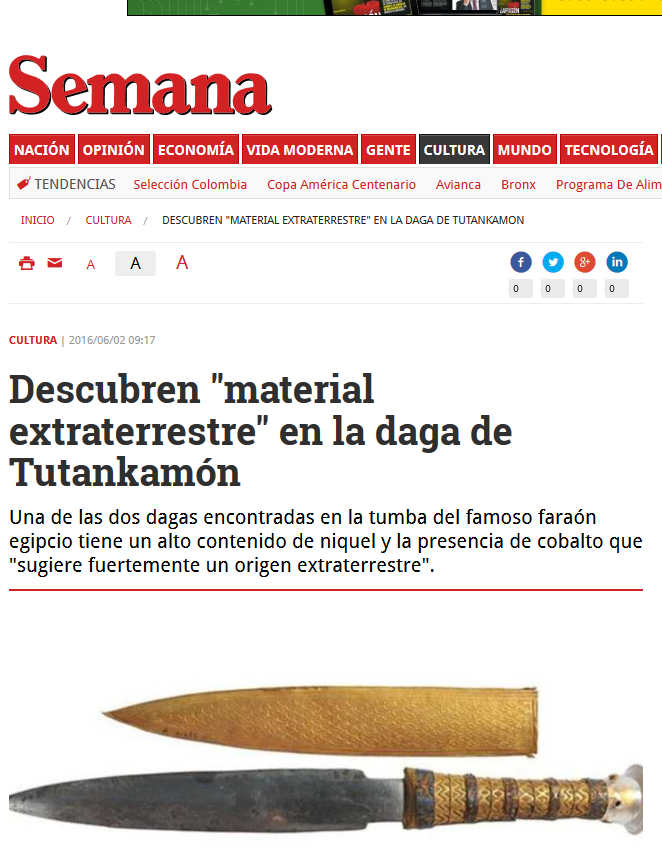 Semana
NACIÓN OPINIÓN ECONOMÍA VIDA MODERNA GENTE CULTURA MUNDO TECNOLOGÍA
TENDENCIAS Selección Colombia Copa América Centenario Avianca Bronx Programa De Alim
INICIO / CULTURA / DESCUBREN "MATERIAL EXTRATERRESTRE" EN LA DAGA DE TUTANKAMON
A A A
0 0 0 0
CULTURA | 2016/06/02 09:17
Descubren "material
extraterrestre" en la daga de
Tutankamón
Una de las dos dagas encontradas en la tumba del famoso faraón
egipcio tiene un alto contenido de niquel y la presencia de cobalto que
"sugiere fuertemente un origen extraterrestre".